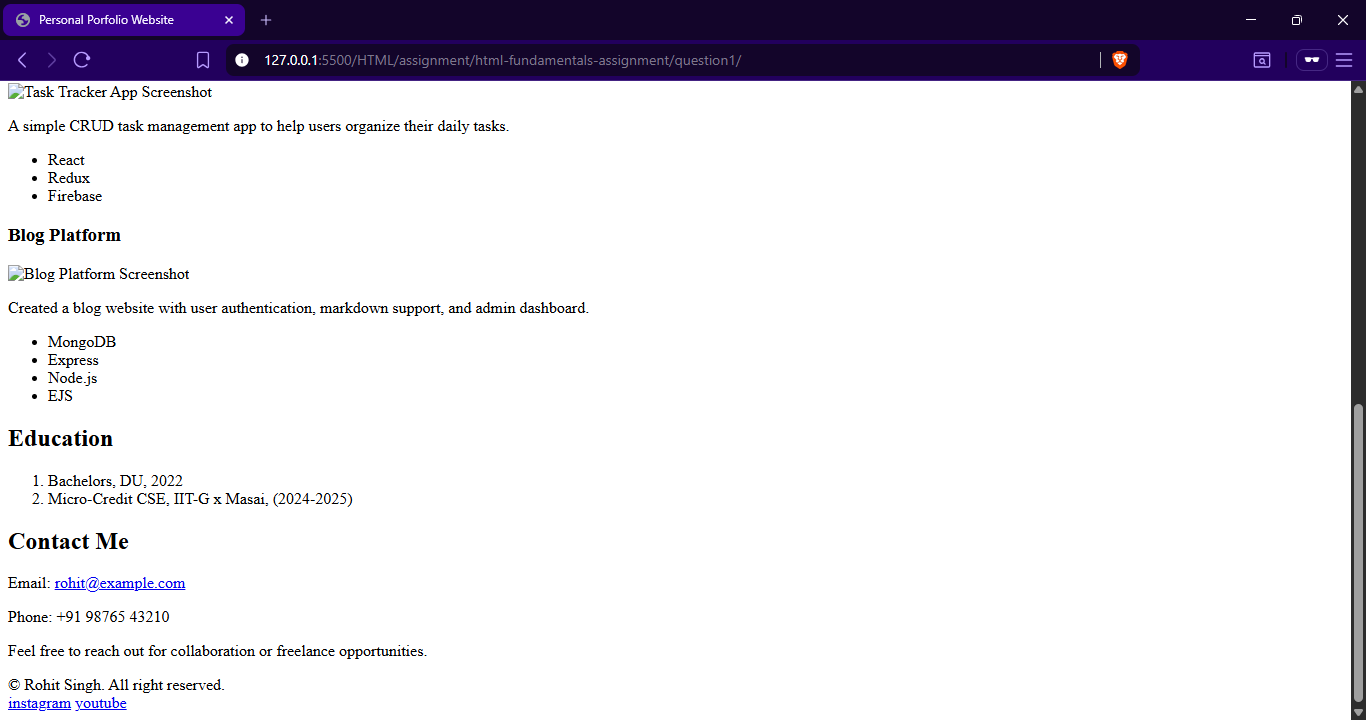 Personal Porfolio Website
127.0.0.1:5500/HTML/assignment/html-fundamentals-assignment/question1/
Task Tracker App Screenshot
A simple CRUD task management app to help users organize their daily tasks.
• React
• Redux
• Firebase
Blog Platform
Blog Platform Screenshot
Created a blog website with user authentication, markdown support, and admin dashboard.
• MongoDB
• Express
• Node.js
• EJS
Education
1. Bachelors, DU, 2022
2. Micro-Credit CSE, IIT-G x Masai, (2024-2025)
Contact Me
Email: rohit@example.com
Phone: +91 98765 43210
Feel free to reach out for collaboration or freelance opportunities.
© Rohit Singh. All right reserved.
instagram youtube